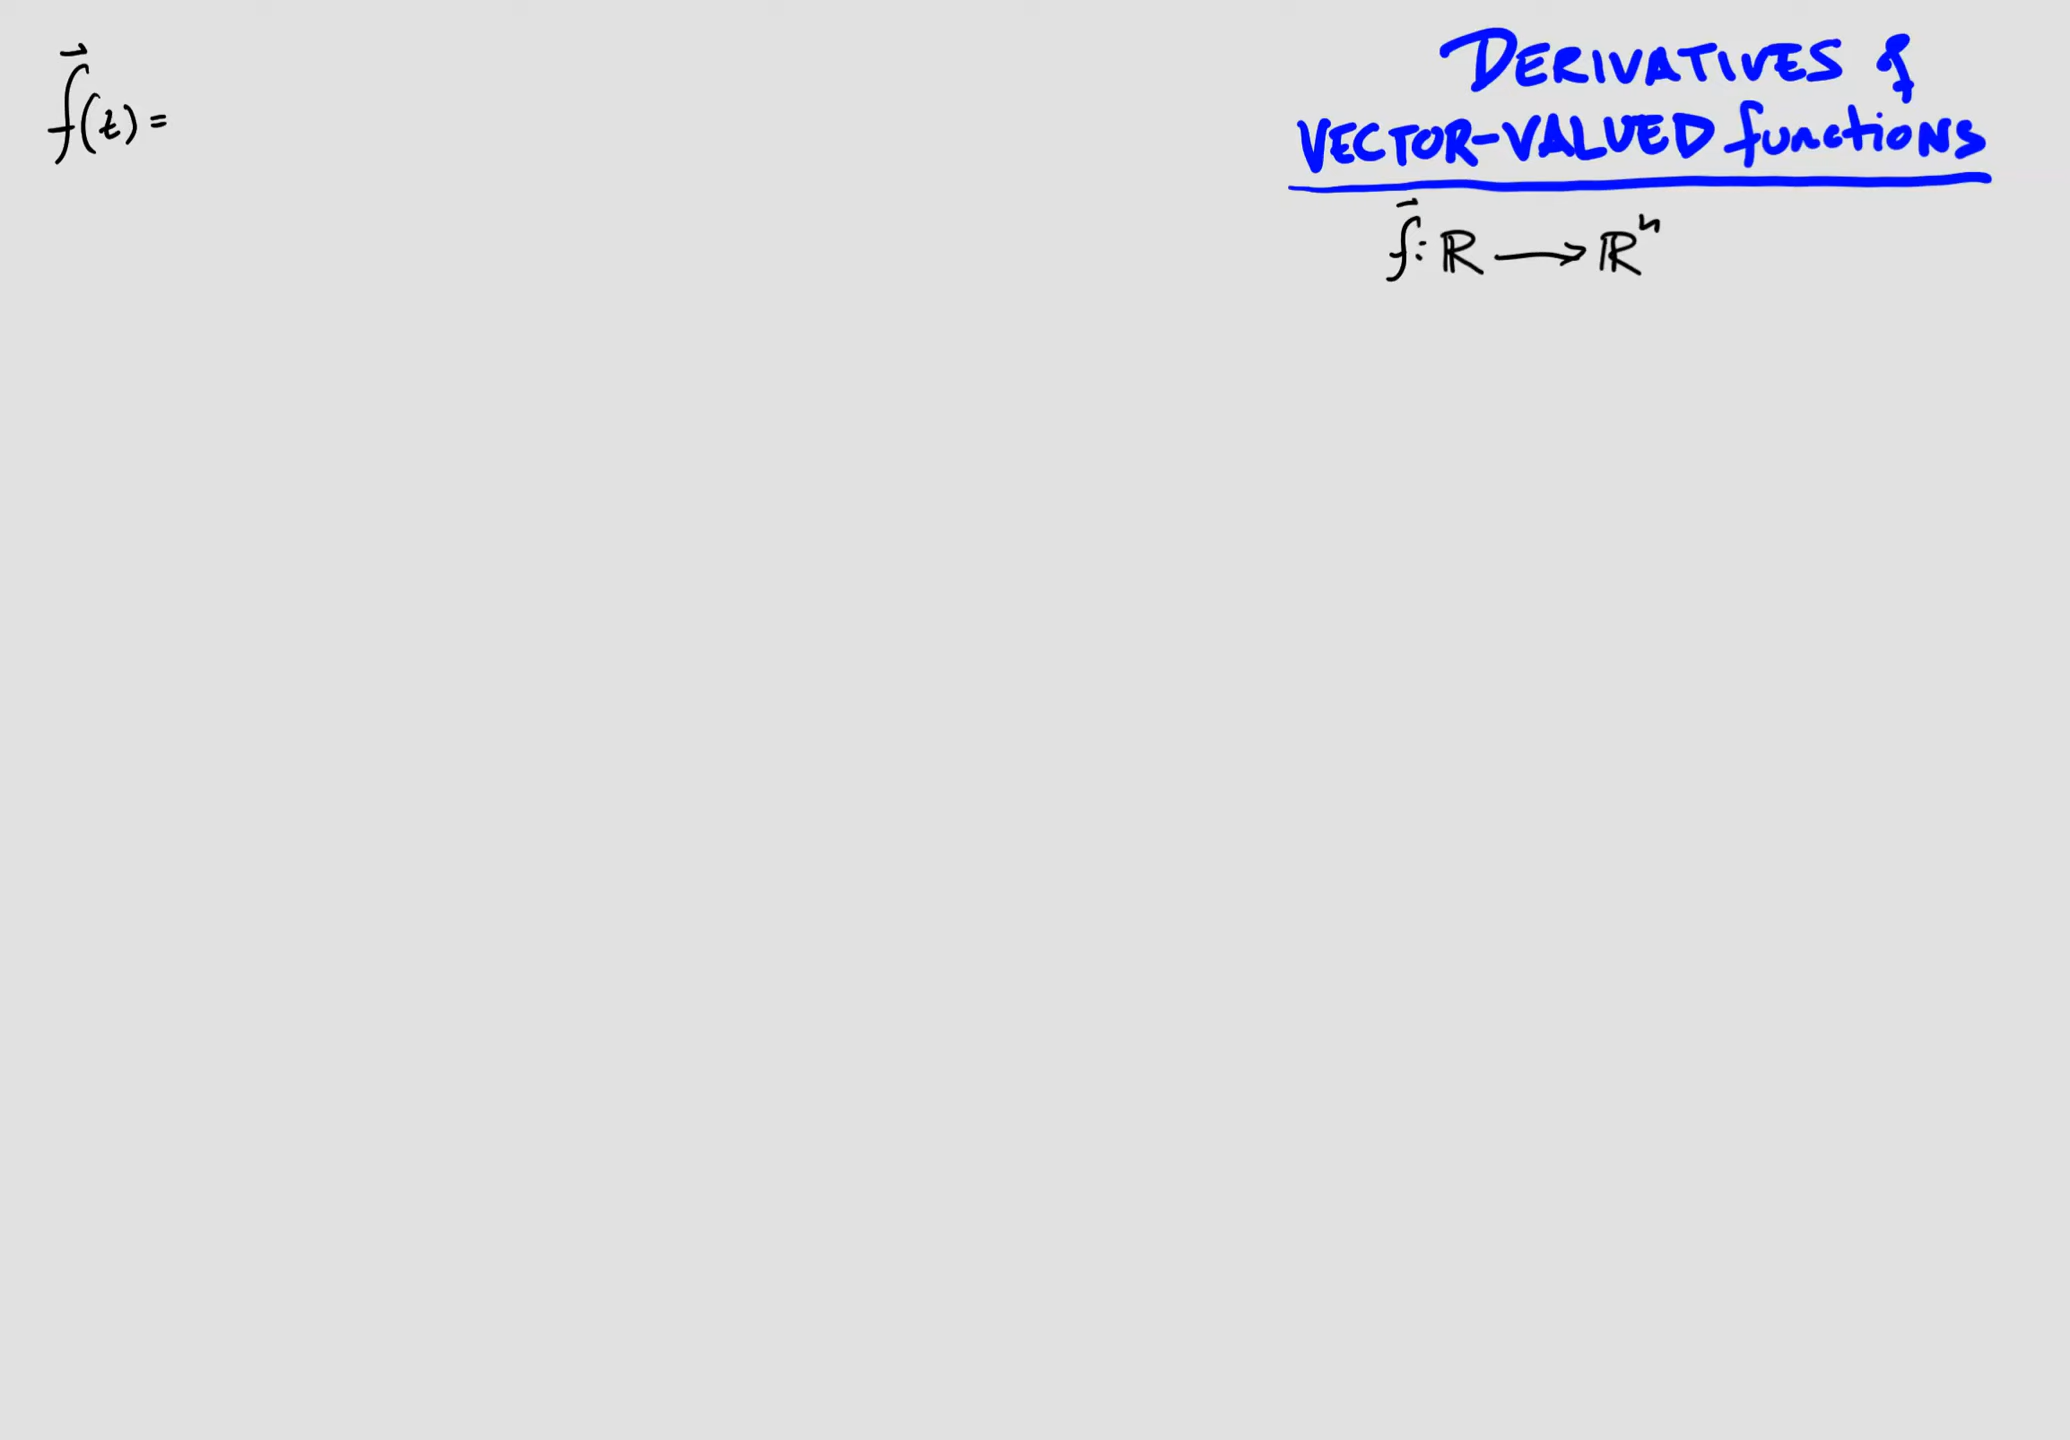 DERIVATIVES of
VECTOR-VALUED functions
f⃗: ℝ ⟶ ℝⁿ
f⃗(t) =